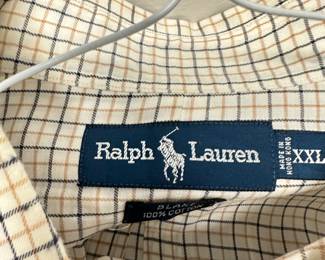 Ralph Lauren
MADE IN
HONG KONG
XXL
BLAKE
100% COTTON